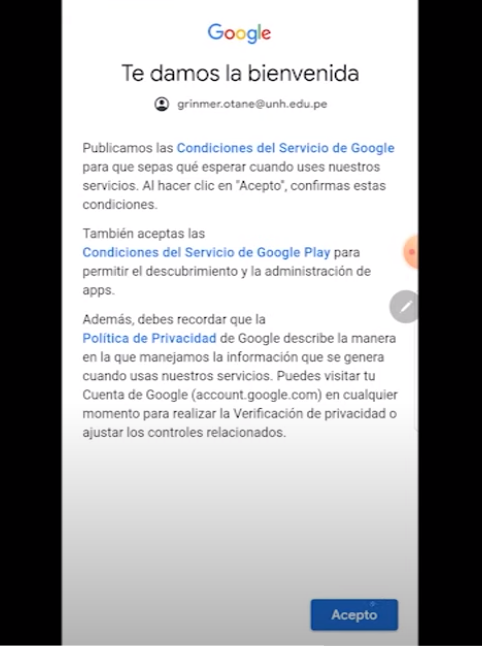 Google
Te damos la bienvenida
grinmer.otane@unh.edu.pe
Publicamos las Condiciones del Servicio de Google
para que sepas qué esperar cuando uses nuestros
servicios. Al hacer clic en "Acepto", confirmas estas
condiciones.
También aceptas las
Condiciones del Servicio de Google Play para
permitir el descubrimiento y la administración de
apps.
Además, debes recordar que la
Política de Privacidad de Google describe la manera
en la que manejamos la información que se genera
cuando usas nuestros servicios. Puedes visitar tu
Cuenta de Google (account.google.com) en cualquier
momento para realizar la Verificación de privacidad o
ajustar los controles relacionados.
Acepto